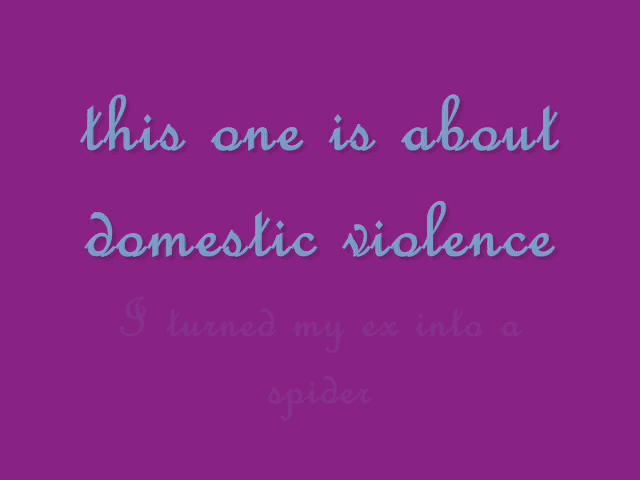 this one is about
domestic violence
I turned my ex into a
spider